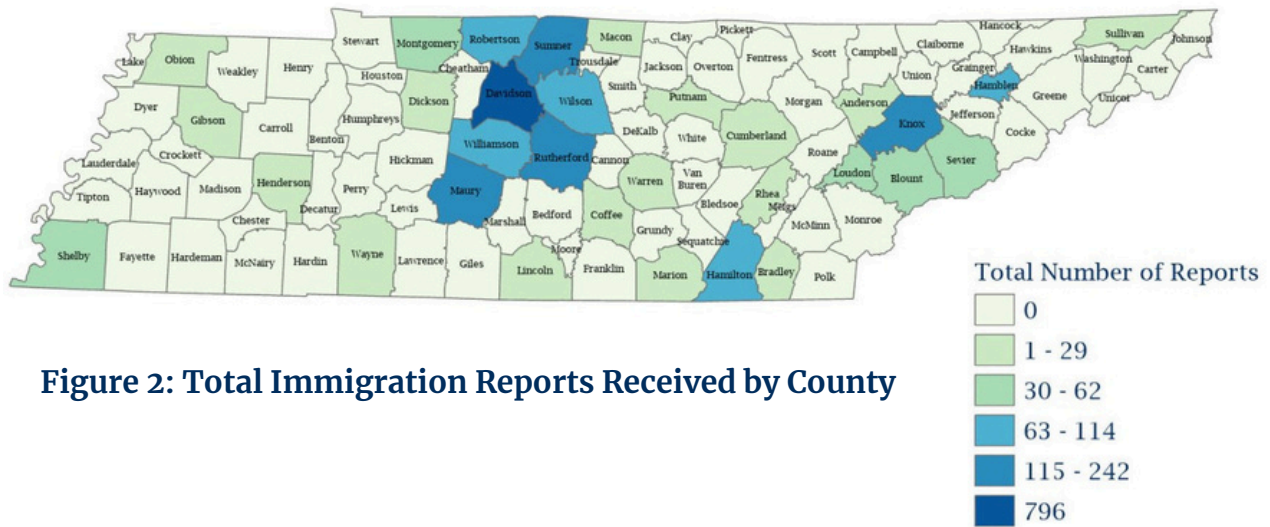 Stewart
Montgomery
Robertson
Sumner
Macon
Clay
Pickett
Hancock
Sullivan
Johnson
Lake
Obion
Weakley
Henry
Houston
Cheatham
Trousdale
Jackson
Overton
Fentress
Scott
Campbell
Claiborne
Hawkins
Washington
Carter
Union
Grainger
Hamblen
Greene
Unicoi
Dyer
Gibson
Carroll
Benton
Humphreys
Dickson
Davidson
Wilson
Smith
Putnam
Morgan
Anderson
Knox
Jefferson
Cocke
Lauderdale
Crockett
Hickman
Williamson
Rutherford
Cannon
DeKalb
White
Cumberland
Roane
Loudon
Blount
Sevier
Tipton
Haywood
Madison
Henderson
Decatur
Perry
Lewis
Maury
Marshall
Bedford
Coffee
Warren
Van
Buren
Bledsoe
Rhea
Meigs
McMinn
Monroe
Shelby
Fayette
Hardeman
Chester
McNairy
Hardin
Wayne
Lawrence
Giles
Lincoln
Moore
Franklin
Grundy
Sequatchie
Marion
Hamilton
Bradley
Polk
Total Number of Reports
0
1 - 29
30 - 62
63 - 114
115 - 242
796
Figure 2: Total Immigration Reports Received by County